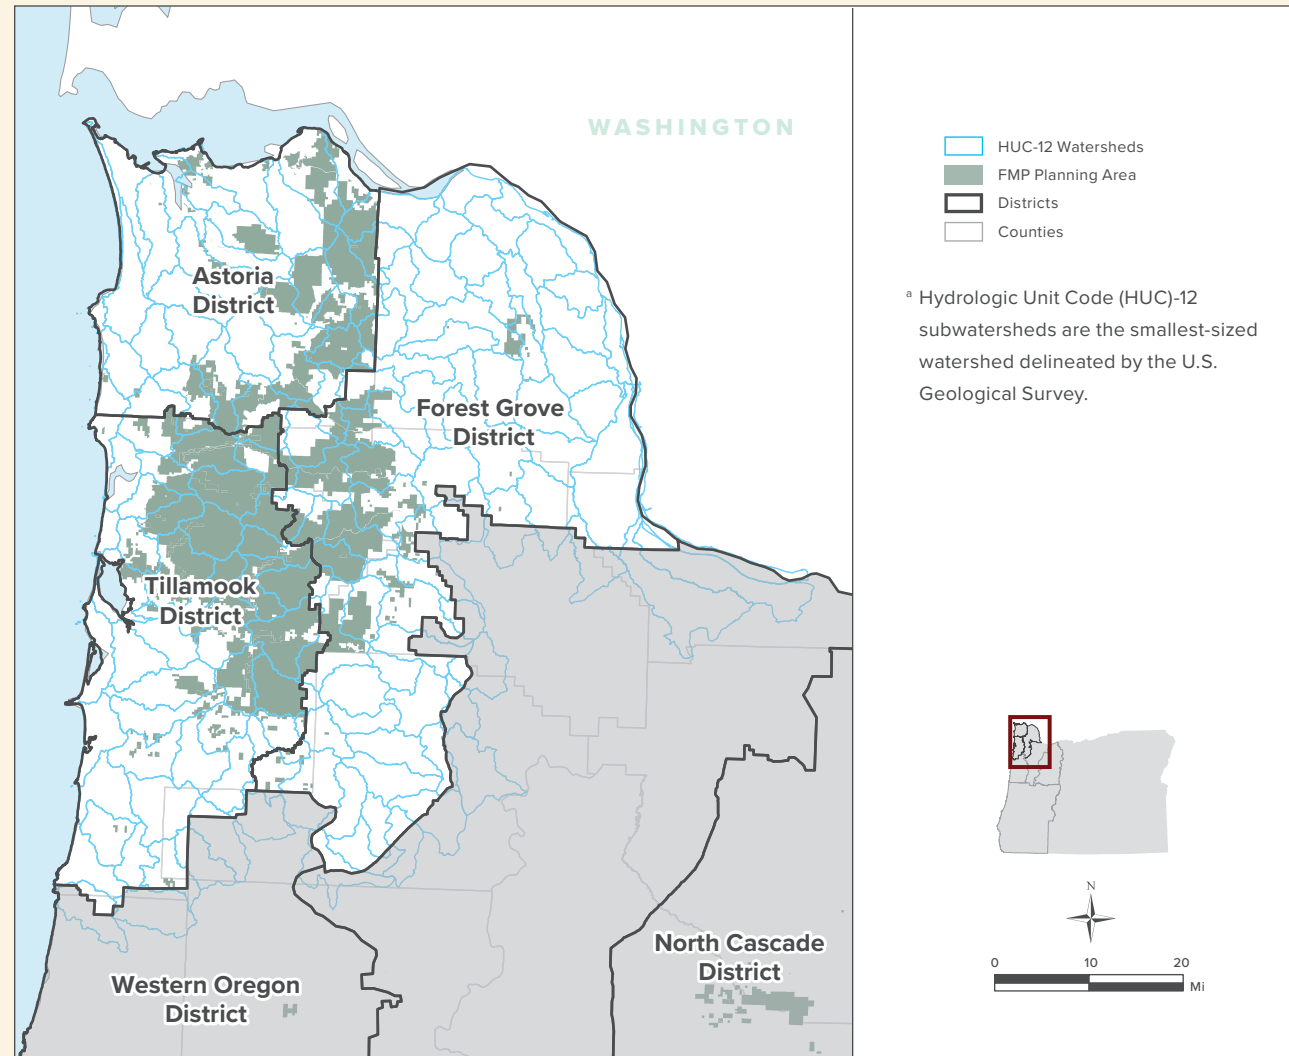 WASHINGTON
HUC-12 Watersheds
FMP Planning Area
Districts
Counties
a Hydrologic Unit Code (HUC)-12
subwatersheds are the smallest-sized
watershed delineated by the U.S.
Geological Survey.
Astoria
District
Forest Grove
District
Tillamook
District
North Cascade
District
Western Oregon
District
N
0 10 20
Mi